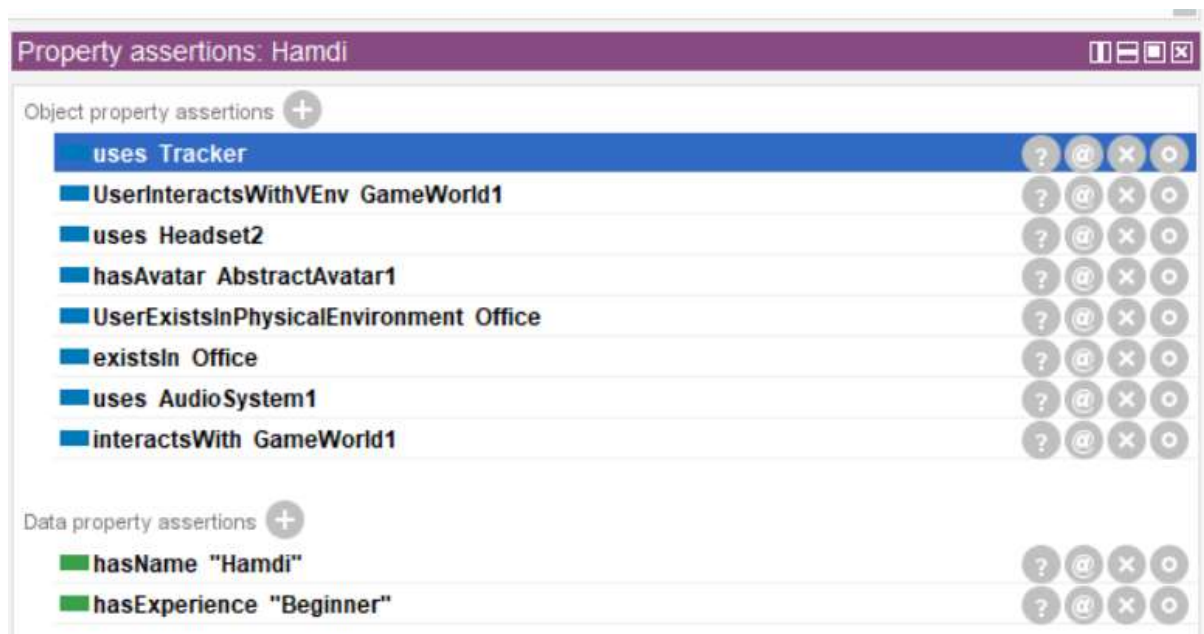 Property assertions: Hamdi
Object property assertions
uses Tracker
UserInteractsWithVEnv GameWorld1
uses Headset2
hasAvatar AbstractAvatar1
UserExistsInPhysicalEnvironment Office
existsIn Office
uses AudioSystem1
interactsWith GameWorld1
Data property assertions
hasName "Hamdi"
hasExperience "Beginner"